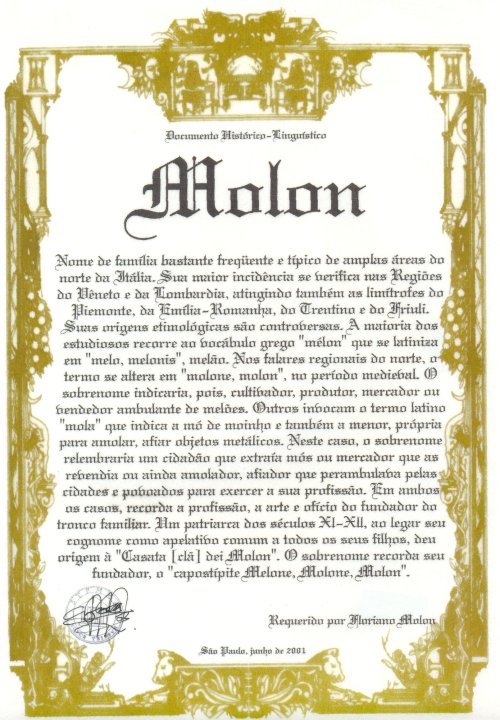 Documento Histórico-Linguístico
Molon
Nome de família bastante freqüente e típico de amplas áreas do
norte da Itália. Sua maior incidência se verifica nas Regiões
do Vêneto e da Lombardia, atingindo também as limítrofes do
Piemonte, da Emília-Romanha, do Trentino e do Friuli.
Suas origens etimológicas são controversas. A maioria dos
estudiosos recorre ao vocábulo grego "mélon" que se latiniza
em "melo, melonis", melão. Nos falares regionais do norte, o
termo se altera em "molone, molon", no período medieval. O
sobrenome indicaria, pois, cultivador, produtor, mercador ou
vendedor ambulante de melões. Outros invocam o termo latino
"mola" que indica a mó de moinho e também a menor, própria
para amolar, afiar objetos metálicos. Neste caso, o sobrenome
relembraria um cidadão que extraía mós ou mercador que as
revendia ou ainda amolador, afiador que perambulava pelas
cidades e povoados para exercer a sua profissão. Em ambos
os casos, recorda a profissão, a arte e ofício do fundador do
tronco familiar. Um patriarca dos séculos XI-XII, ao legar seu
cognome como apelativo comum a todos os seus filhos, deu
origem à "Casata [clã] dei Molon". O sobrenome recorda seu
fundador, o "capostípite Melone, Molone, Molon".
Requerido por Floriano Molon
São Paulo, junho de 2001